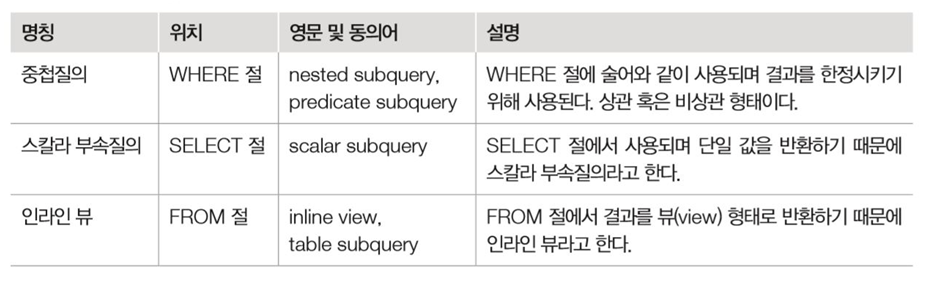 명칭 위치 영문 및 동의어 설명
중첩질의 WHERE 절 nested subquery, WHERE 절에 술어와 같이 사용되며 결과를 한정시키기
predicate subquery 위해 사용된다. 상관 혹은 비상관 형태이다.
스칼라 부속질의 SELECT 절 scalar subquery SELECT 절에서 사용되며 단일 값을 반환하기 때문에
스칼라 부속질의라고 한다.
인라인 뷰 FROM 절 inline view, FROM 절에서 결과를 뷰(view) 형태로 반환하기 때문에
table subquery 인라인 뷰라고 한다.